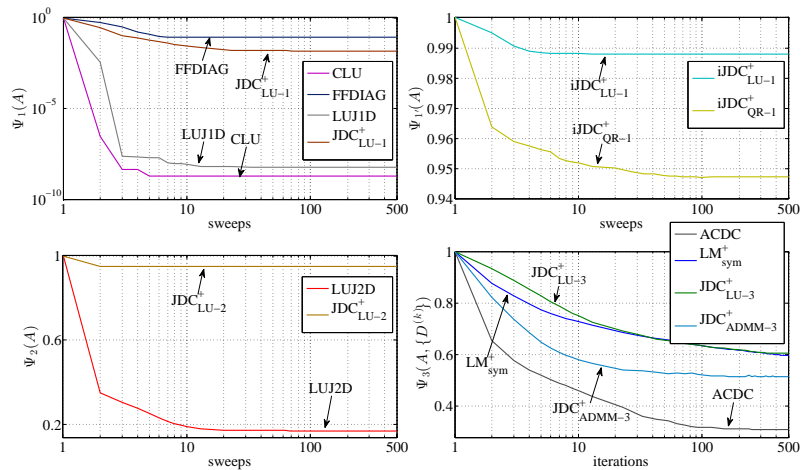 10^0
10^{-5}
10^{-10}
Ψ_1(A)
FFDIAG
JDC^+_{LU-1}
LUJ1D
CLU
CLU
FFDIAG
LUJ1D
JDC^+_{LU-1}
1 10 100 500
sweeps
1
0.99
0.98
0.97
0.96
0.95
0.94
Ψ_{1'}(A)
iJDC^+_{LU-1}
iJDC^+_{QR-1}
iJDC^+_{LU-1}
iJDC^+_{QR-1}
1 10 100 500
sweeps
1
0.6
0.2
Ψ_2(A)
JDC^+_{LU-2}
LUJ2D
LUJ2D
JDC^+_{LU-2}
1 10 100 500
sweeps
1
0.8
0.6
0.4
Ψ_3(A, {D^{(k)}})
JDC^+_{LU-3}
LM^+_{sym}
JDC^+_{ADMM-3}
ACDC
ACDC
LM^+_{sym}
JDC^+_{LU-3}
JDC^+_{ADMM-3}
1 10 100 500
iterations